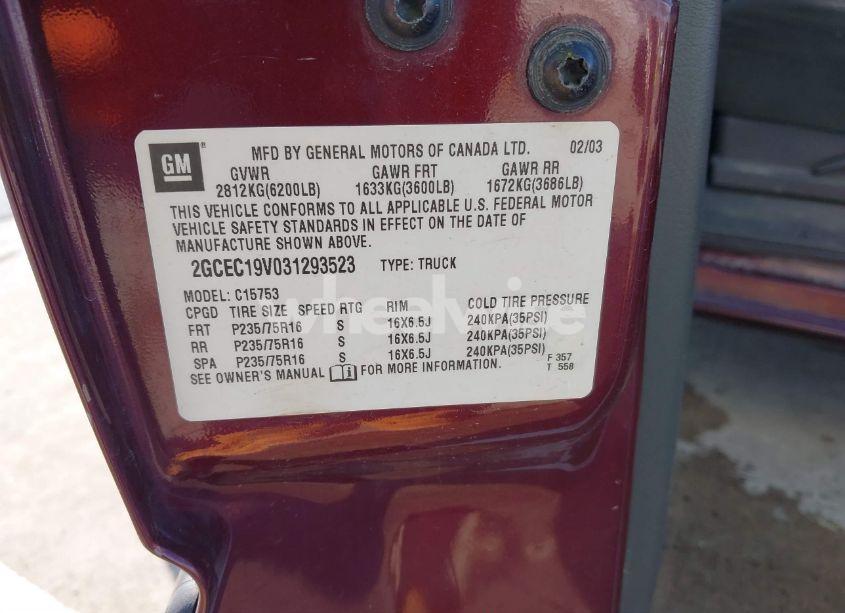 GM ® MFD BY GENERAL MOTORS OF CANADA LTD. 02/03
GVWR GAWR FRT GAWR RR
2812KG(6200LB) 1633KG(3600LB) 1672KG(3686LB)
THIS VEHICLE CONFORMS TO ALL APPLICABLE U.S. FEDERAL MOTOR
VEHICLE SAFETY STANDARDS IN EFFECT ON THE DATE OF
MANUFACTURE SHOWN ABOVE.
2GCEC19V031293523 TYPE: TRUCK
MODEL: C15753
CPGD TIRE SIZE SPEED RTG RIM COLD TIRE PRESSURE
FRT P235/75R16 S 16X6.5J 240KPA(35PSI)
RR P235/75R16 S 16X6.5J 240KPA(35PSI)
SPA P235/75R16 S 16X6.5J 240KPA(35PSI)
SEE OWNER'S MANUAL FOR MORE INFORMATION.
F 357
T 558